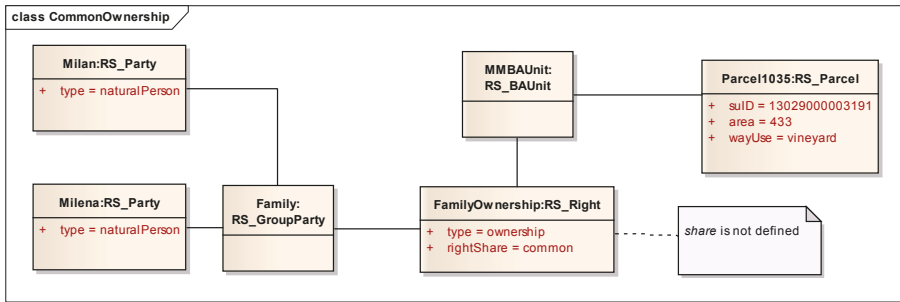 class CommonOwnership
Milan:RS_Party
+ type = naturalPerson
MMBAUnit:
RS_BAUnit
Parcel1035:RS_Parcel
+ suID = 13029000003191
+ area = 433
+ wayUse = vineyard
Milena:RS_Party
+ type = naturalPerson
Family:
RS_GroupParty
FamilyOwnership:RS_Right
+ type = ownership
+ rightShare = common
share is not defined